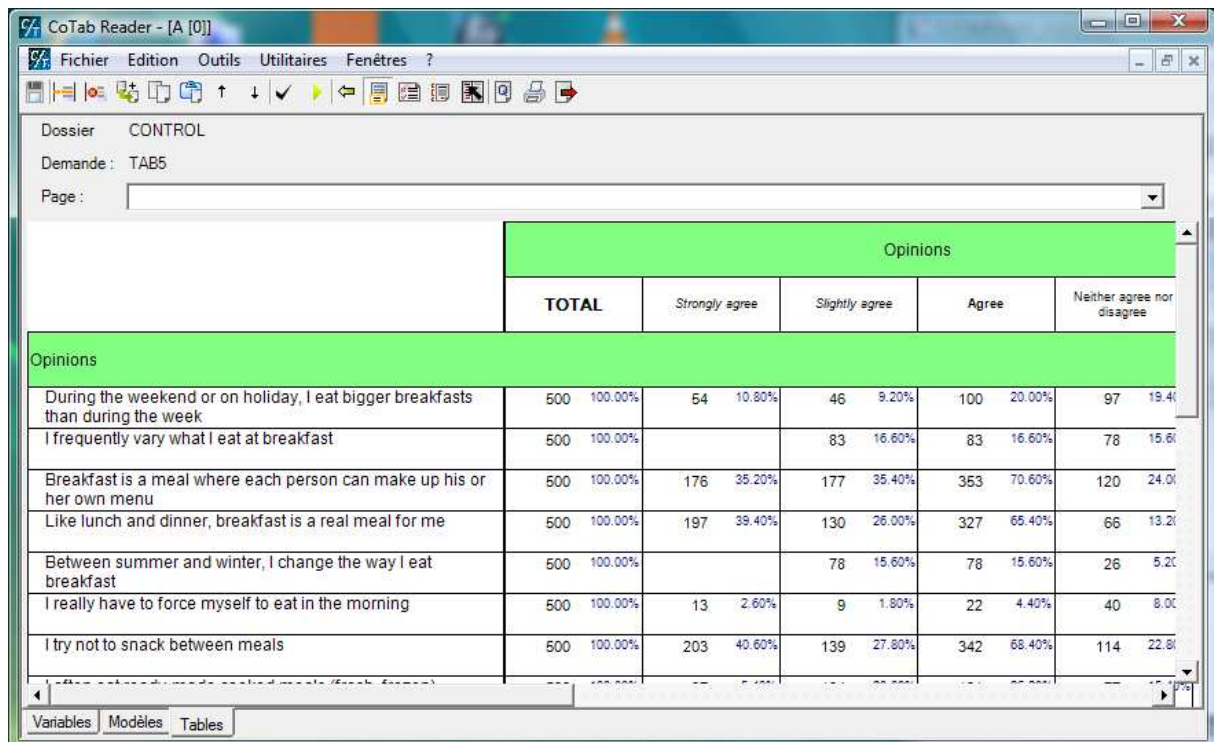 CoTab Reader - [A [0]]
Fichier Edition Outils Utilitaires Fenêtres ?
Dossier CONTROL
Demande : TAB5
Page :
Opinions
TOTAL Strongly agree Slightly agree Agree Neither agree nor disagree
Opinions
During the weekend or on holiday, I eat bigger breakfasts
than during the week
500 100.00% 54 10.80% 46 9.20% 100 20.00% 97
I frequently vary what I eat at breakfast 500 100.00% 83 16.60% 83 16.60% 78
Breakfast is a meal where each person can make up his or
her own menu
500 100.00% 176 35.20% 177 35.40% 353 70.60% 120
Like lunch and dinner, breakfast is a real meal for me 500 100.00% 197 39.40% 130 26.00% 327 65.40% 66
Between summer and winter, I change the way I eat
breakfast
500 100.00% 78 15.60% 78 15.60% 26
I really have to force myself to eat in the morning 500 100.00% 13 2.60% 9 1.80% 22 4.40% 40
I try not to snack between meals 500 100.00% 203 40.60% 139 27.80% 342 68.40% 114
Variables Modèles Tables